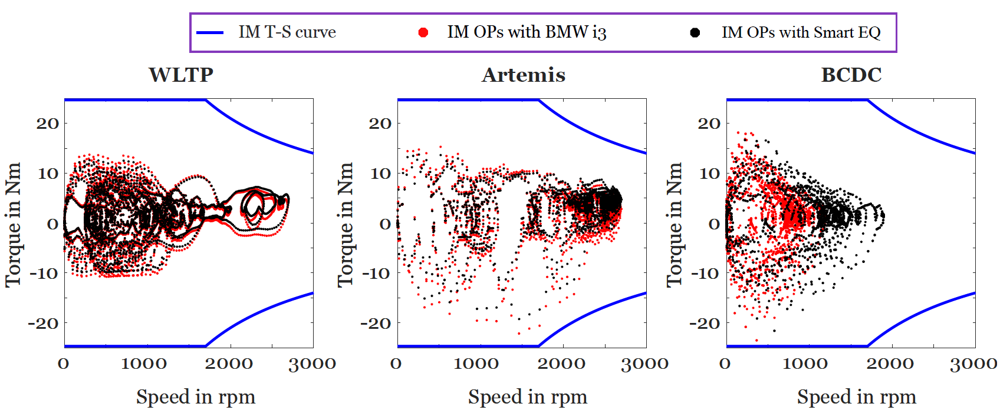 IM T-S curve IM OPs with BMW i3 IM OPs with Smart EQ
WLTP Artemis BCDC
20 20 20
10 10 10
0 0 0
-10 -10 -10
-20 -20 -20
Torque in Nm Torque in Nm Torque in Nm
0 1000 2000 3000 0 1000 2000 3000 0 1000 2000 3000
Speed in rpm Speed in rpm Speed in rpm